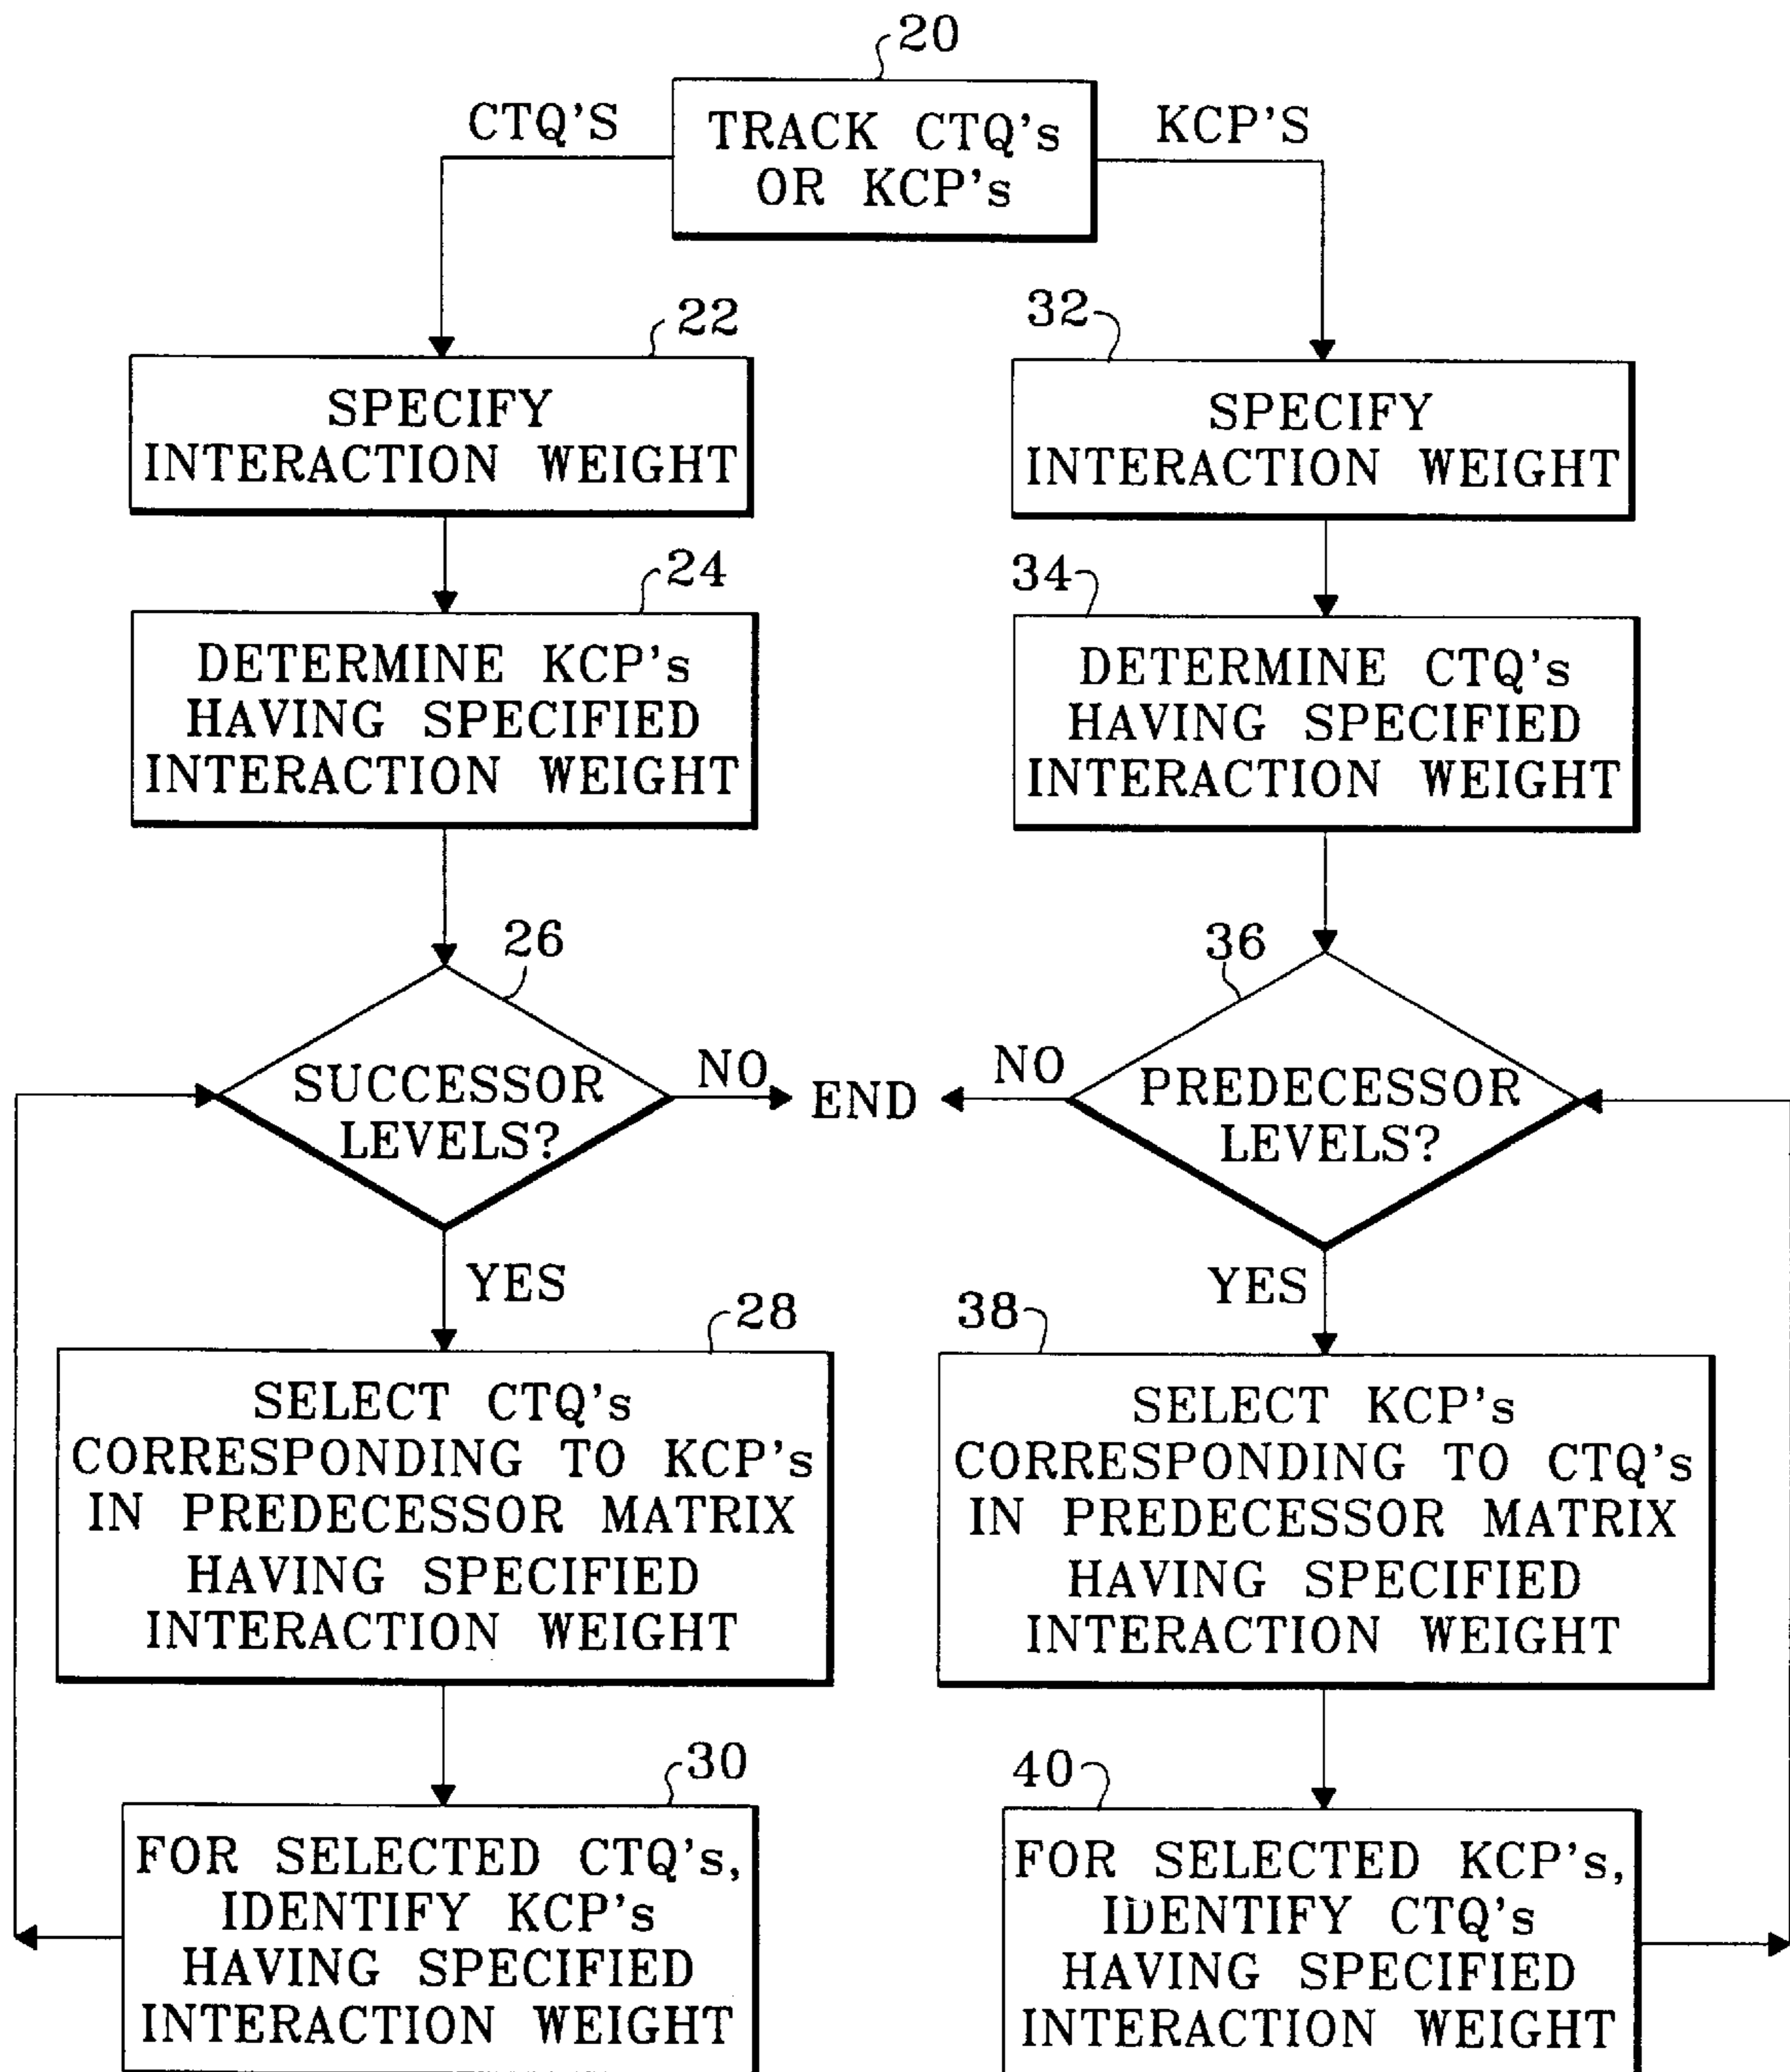 20
CTQ'S
TRACK CTQ's
OR KCP's
KCP'S
22
SPECIFY
INTERACTION WEIGHT
24
DETERMINE KCP's
HAVING SPECIFIED
INTERACTION WEIGHT
26
SUCCESSOR
LEVELS?
NO
END
YES
28
SELECT CTQ's
CORRESPONDING TO KCP's
IN PREDECESSOR MATRIX
HAVING SPECIFIED
INTERACTION WEIGHT
30
FOR SELECTED CTQ's,
IDENTIFY KCP's
HAVING SPECIFIED
INTERACTION WEIGHT
32
SPECIFY
INTERACTION WEIGHT
34
DETERMINE CTQ's
HAVING SPECIFIED
INTERACTION WEIGHT
36
PREDECESSOR
LEVELS?
NO
YES
38
SELECT KCP's
CORRESPONDING TO CTQ's
IN PREDECESSOR MATRIX
HAVING SPECIFIED
INTERACTION WEIGHT
40
FOR SELECTED KCP's,
IDENTIFY CTQ's
HAVING SPECIFIED
INTERACTION WEIGHT